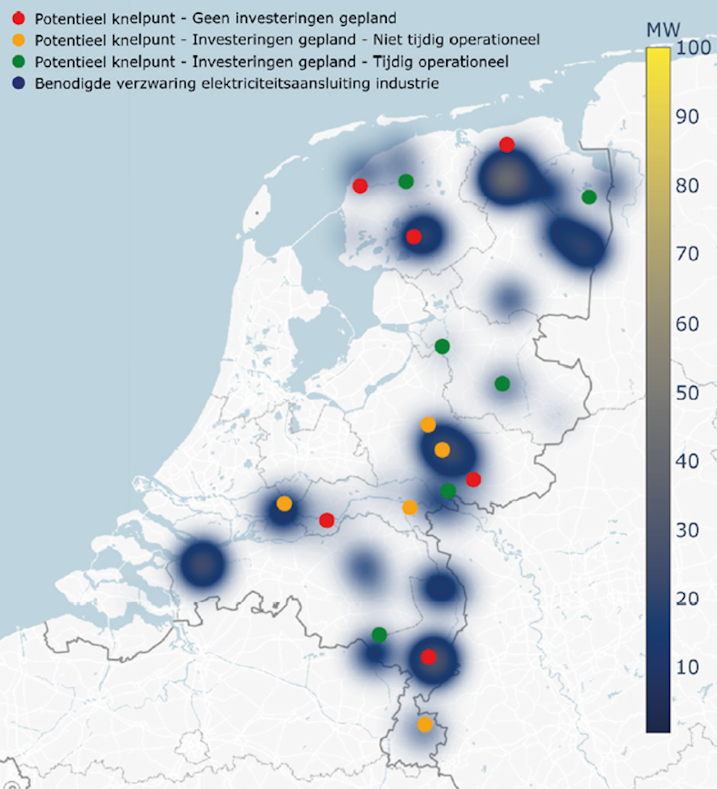 Potentieel knelpunt - Geen investeringen gepland
Potentieel knelpunt - Investeringen gepland - Niet tijdig operationeel
Potentieel knelpunt - Investeringen gepland - Tijdig operationeel
Benodigde verzwaring elektriciteitsaansluiting industrie
MW
100
90
80
70
60
50
40
30
20
10